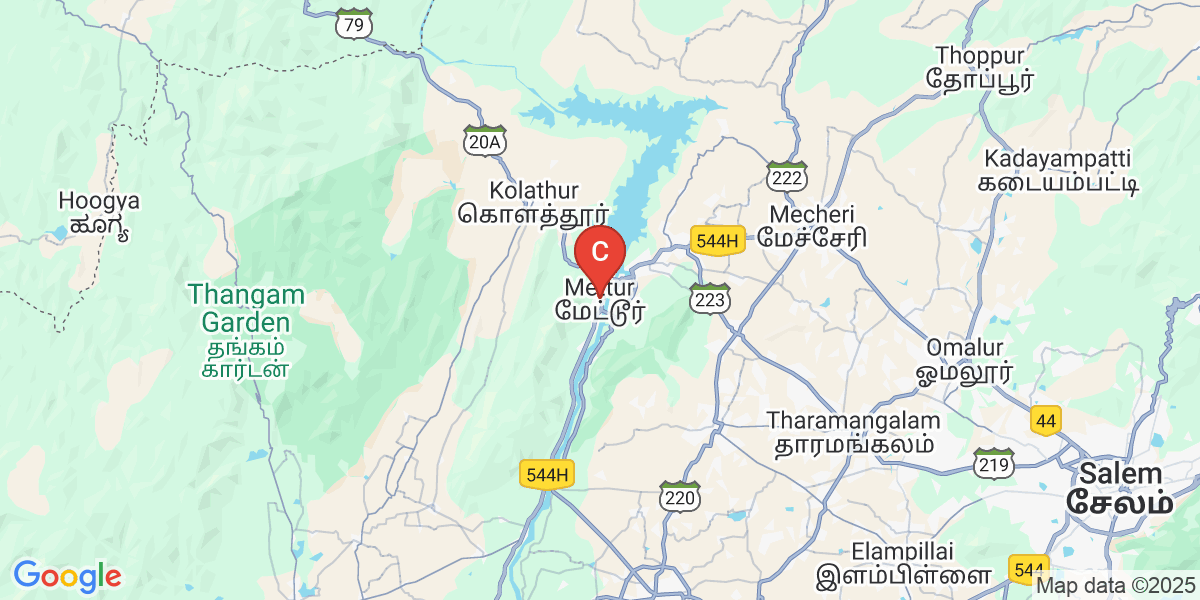 79
Thoppur
தோப்பூர்
20A
Kadayampatti
கடையம்பட்டி
222
Kolathur
கொளத்தூர்
Hoogya
ಹೂಗ್ಯ
Mecheri
மேச்சேரி
544H
C
Mettur
மேட்டூர்
223
Thangam
Garden
தங்கம்
கார்டன்
Omalur
ஓமலூர்
Tharamangalam
தாரமங்கலம்
44
219
Salem
சேலம்
544H
220
Elampillai
இளம்பிள்ளை
544
Google
Map data ©2025